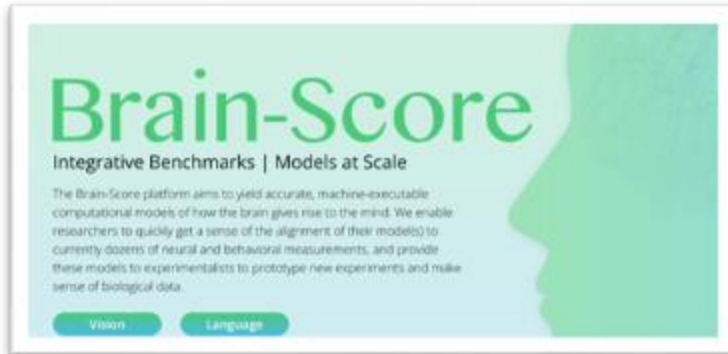 Brain-Score
Integrative Benchmarks | Models at Scale
The Brain-Score platform aims to yield accurate, machine-executable
computational models of how the brain gives rise to the mind. We enable
researchers to quickly get a sense of the alignment of their model(s) to
currently dozens of neural and behavioral measurements, and provide
these models to experimentalists to prototype new experiments and make
sense of biological data.
Vision
Language